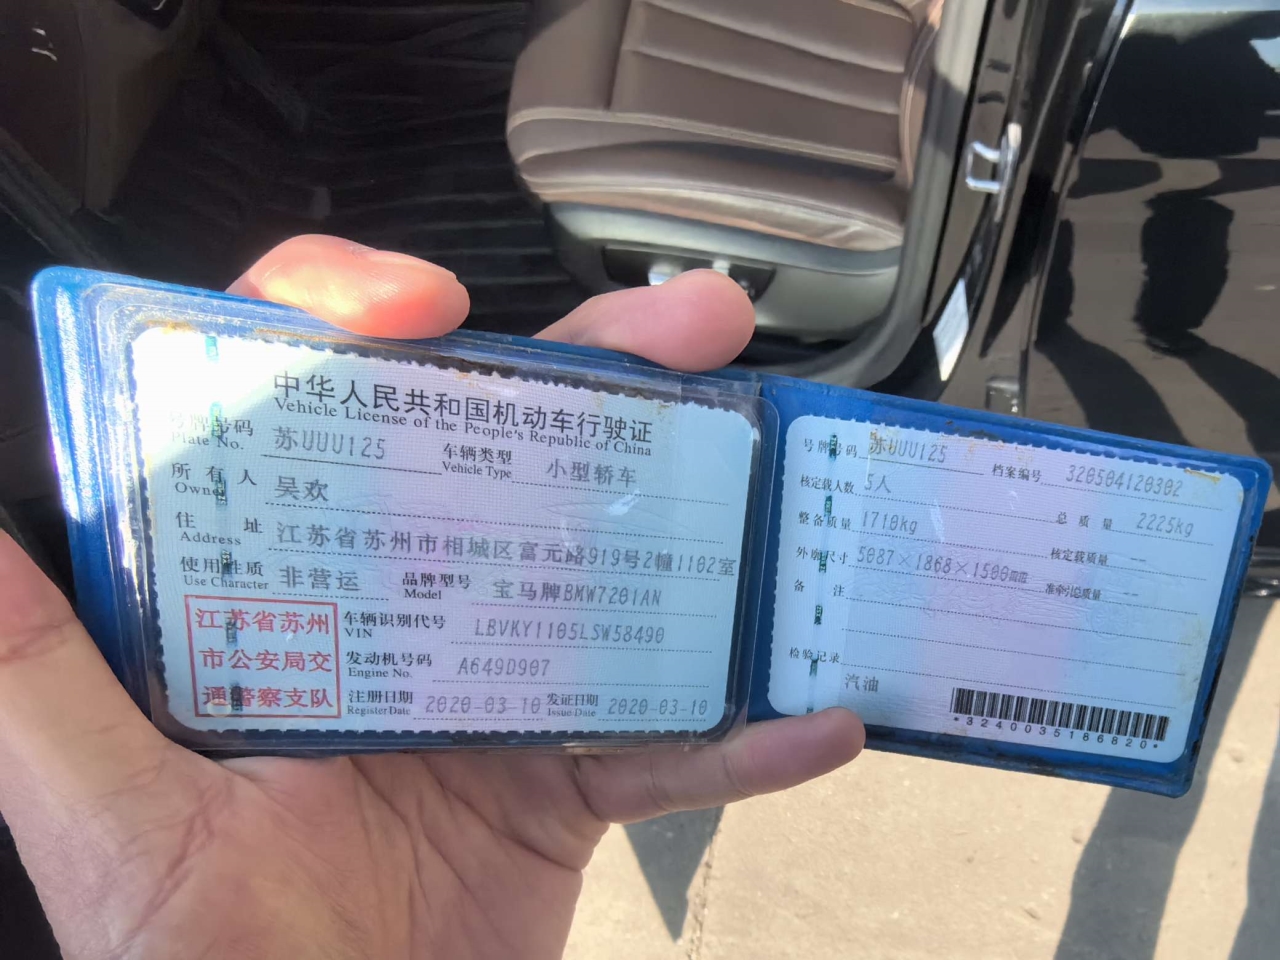 中华人民共和国机动车行驶证
Vehicle License of the People's Republic of China
号牌号码 苏UUU125 车辆类型 小型轿车
Plate No. Vehicle Type
所有人 吴欢
Owner
住址 江苏省苏州市相城区富元路919号2幢1102室
Address
使用性质 非营运 品牌型号 宝马牌BMW7201AN
Use Character Model
江苏省苏州
市公安局交
通警察支队
车辆识别代号 LBVKY1105LSW58490
VIN
发动机号码 A649D907
Engine No.
注册日期 2020-03-10 发证日期 2020-03-10
Register Date Issue Date
号牌号码 苏UUU125 档案编号 320504120302
核定载人数 5人 总质量 2225kg
整备质量 1710kg 核定载质量 --
外廓尺寸 5087×1868×1500mm 准牵引总质量 --
备注
检验记录
汽油
*3240035186820*